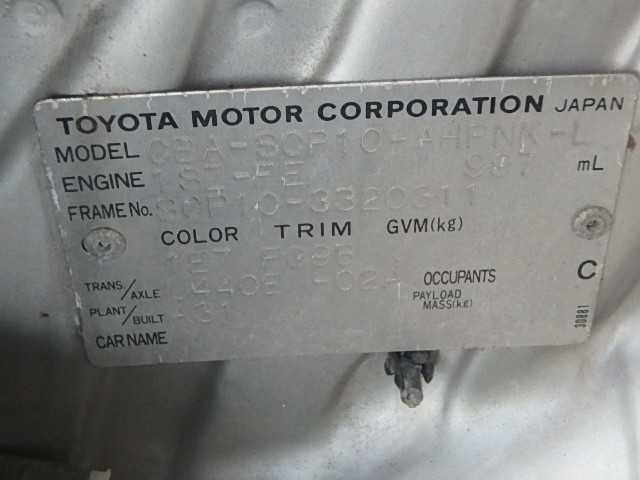 TOYOTA MOTOR CORPORATION JAPAN
MODEL CBA-SCP10-AHPNK-L
ENGINE 1SZ-FE 997 mL
FRAME No. SCP10-3320311
COLOR TRIM GVM(kg)
1E7
TRANS/AXLE U440E -02A OCCUPANTS C
PLANT/BUILT A31 PAYLOAD MASS(kg)
CAR NAME
30881